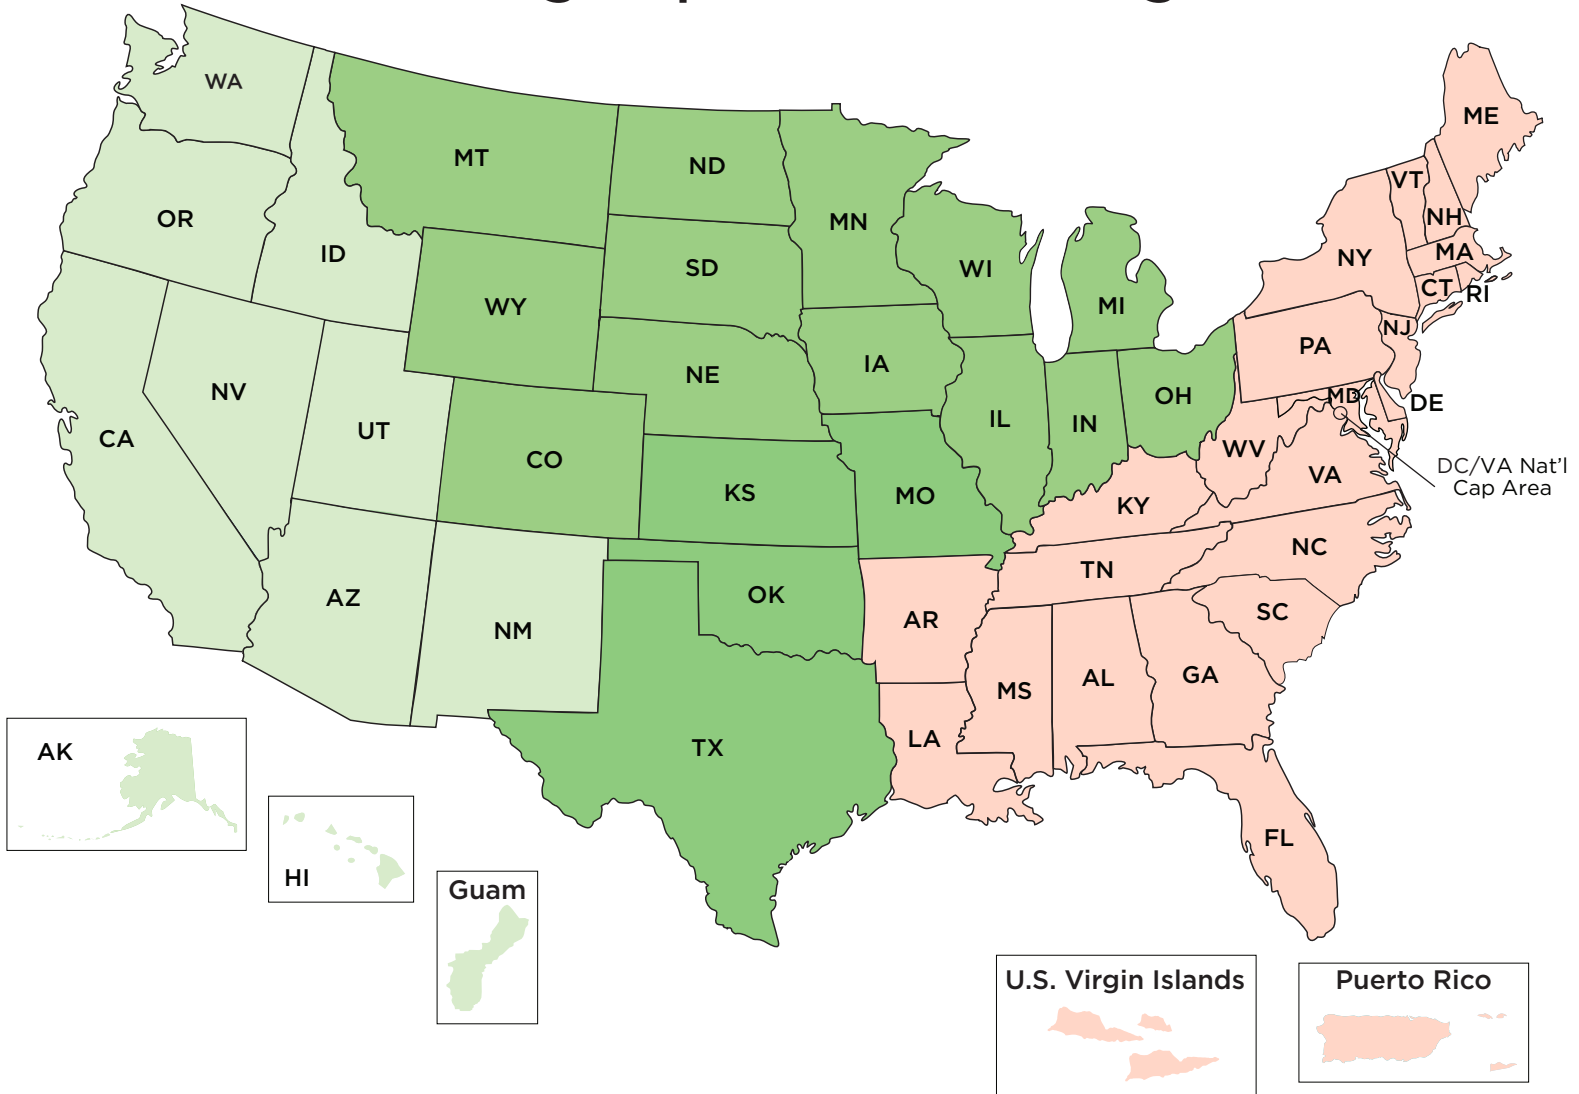 WA
MT
ND
MN
OR
ID
WY
SD
WI
MI
NY
VT
NH
ME
MA
CT
RI
NV
UT
CA
CO
NE
IA
IL
IN
OH
PA
NJ
MD
DE
DC/VA Nat'l
Cap Area
KS
MO
KY
WV
VA
AZ
NM
OK
AR
TN
NC
SC
TX
LA
MS
AL
GA
FL
AK
HI
Guam
U.S. Virgin Islands
Puerto Rico